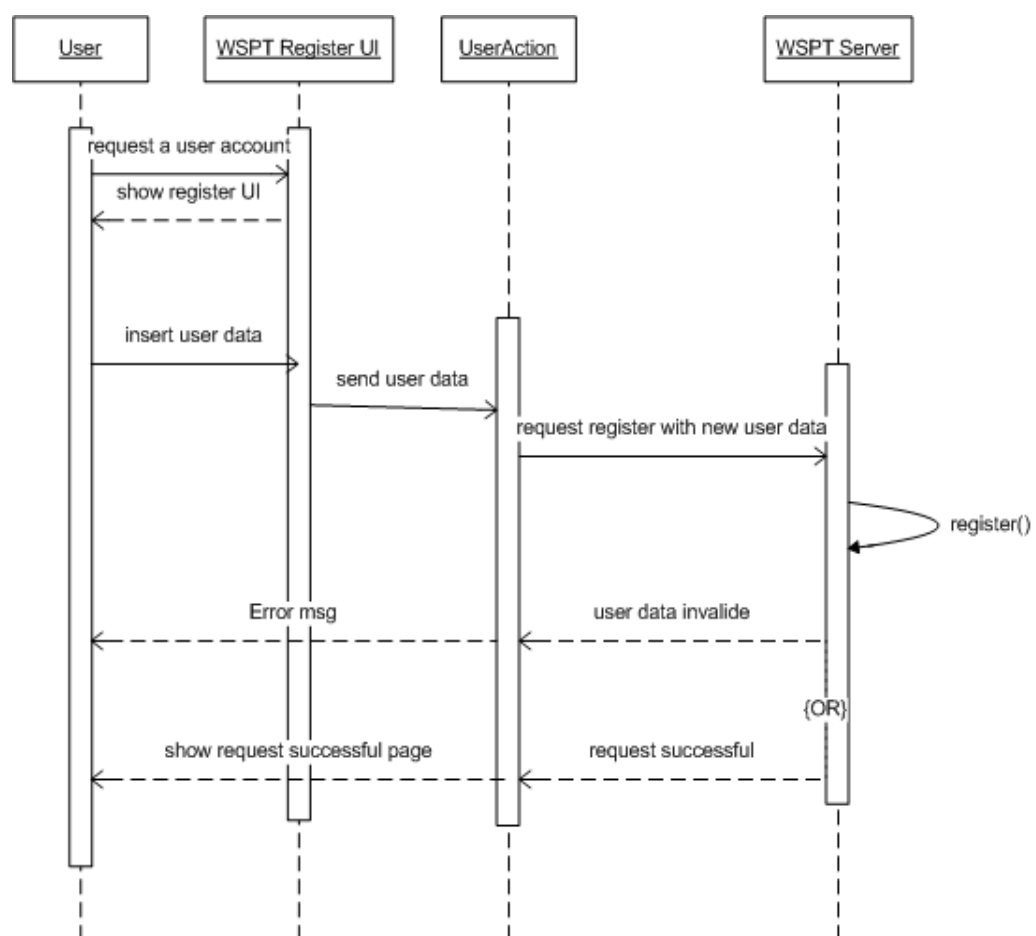 User
WSPT Register UI
UserAction
WSPT Server
request a user account
show register UI
insert user data
send user data
request register with new user data
register()
Error msg
user data invalide
{OR}
show request successful page
request successful